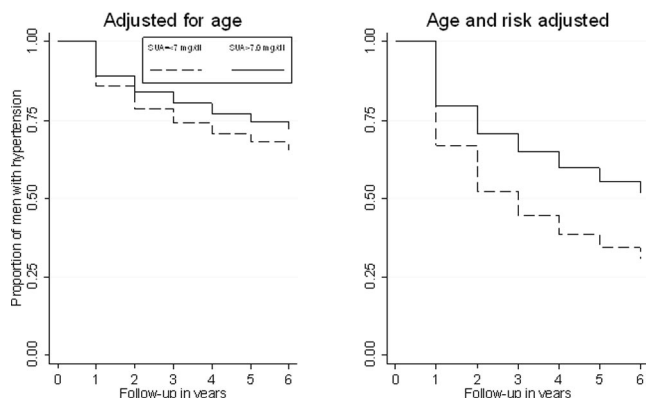 Adjusted for age
Age and risk adjusted
SUA=<7 mg/dl SUA>7.0 mg/dl
Proportion of men with hypertension
1.00
0.75
0.50
0.25
0.00
0 1 2 3 4 5 6
Follow-up in years
1.00
0.75
0.50
0.25
0.00
0 1 2 3 4 5 6
Follow-up in years